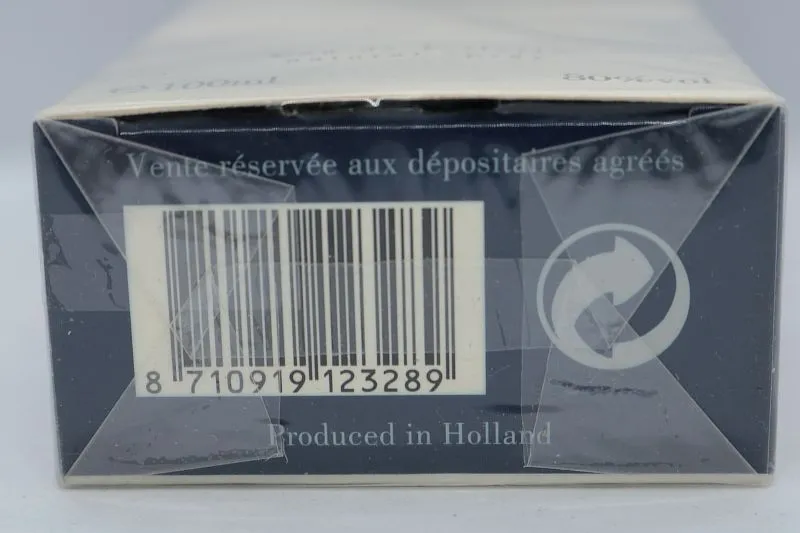 ℮ 100ml 80%vol
Vente réservée aux dépositaires agréés
8 710919 123289
Produced in Holland